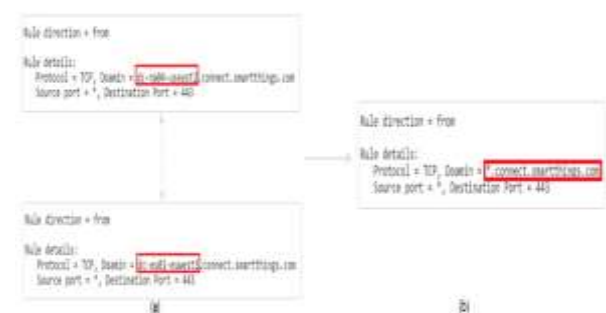 Rule direction = from
Rule details:
Protocol = TCP, Domain = connect.smartthings.com
Source port = *, Destination Port = 443
Rule direction = from
Rule details:
Protocol = TCP, Domain = *.connect.smartthings.com
Source port = *, Destination Port = 443
Rule direction = from
Rule details:
Protocol = TCP, Domain = connect.smartthings.com
Source port = *, Destination Port = 443
(a)
(b)